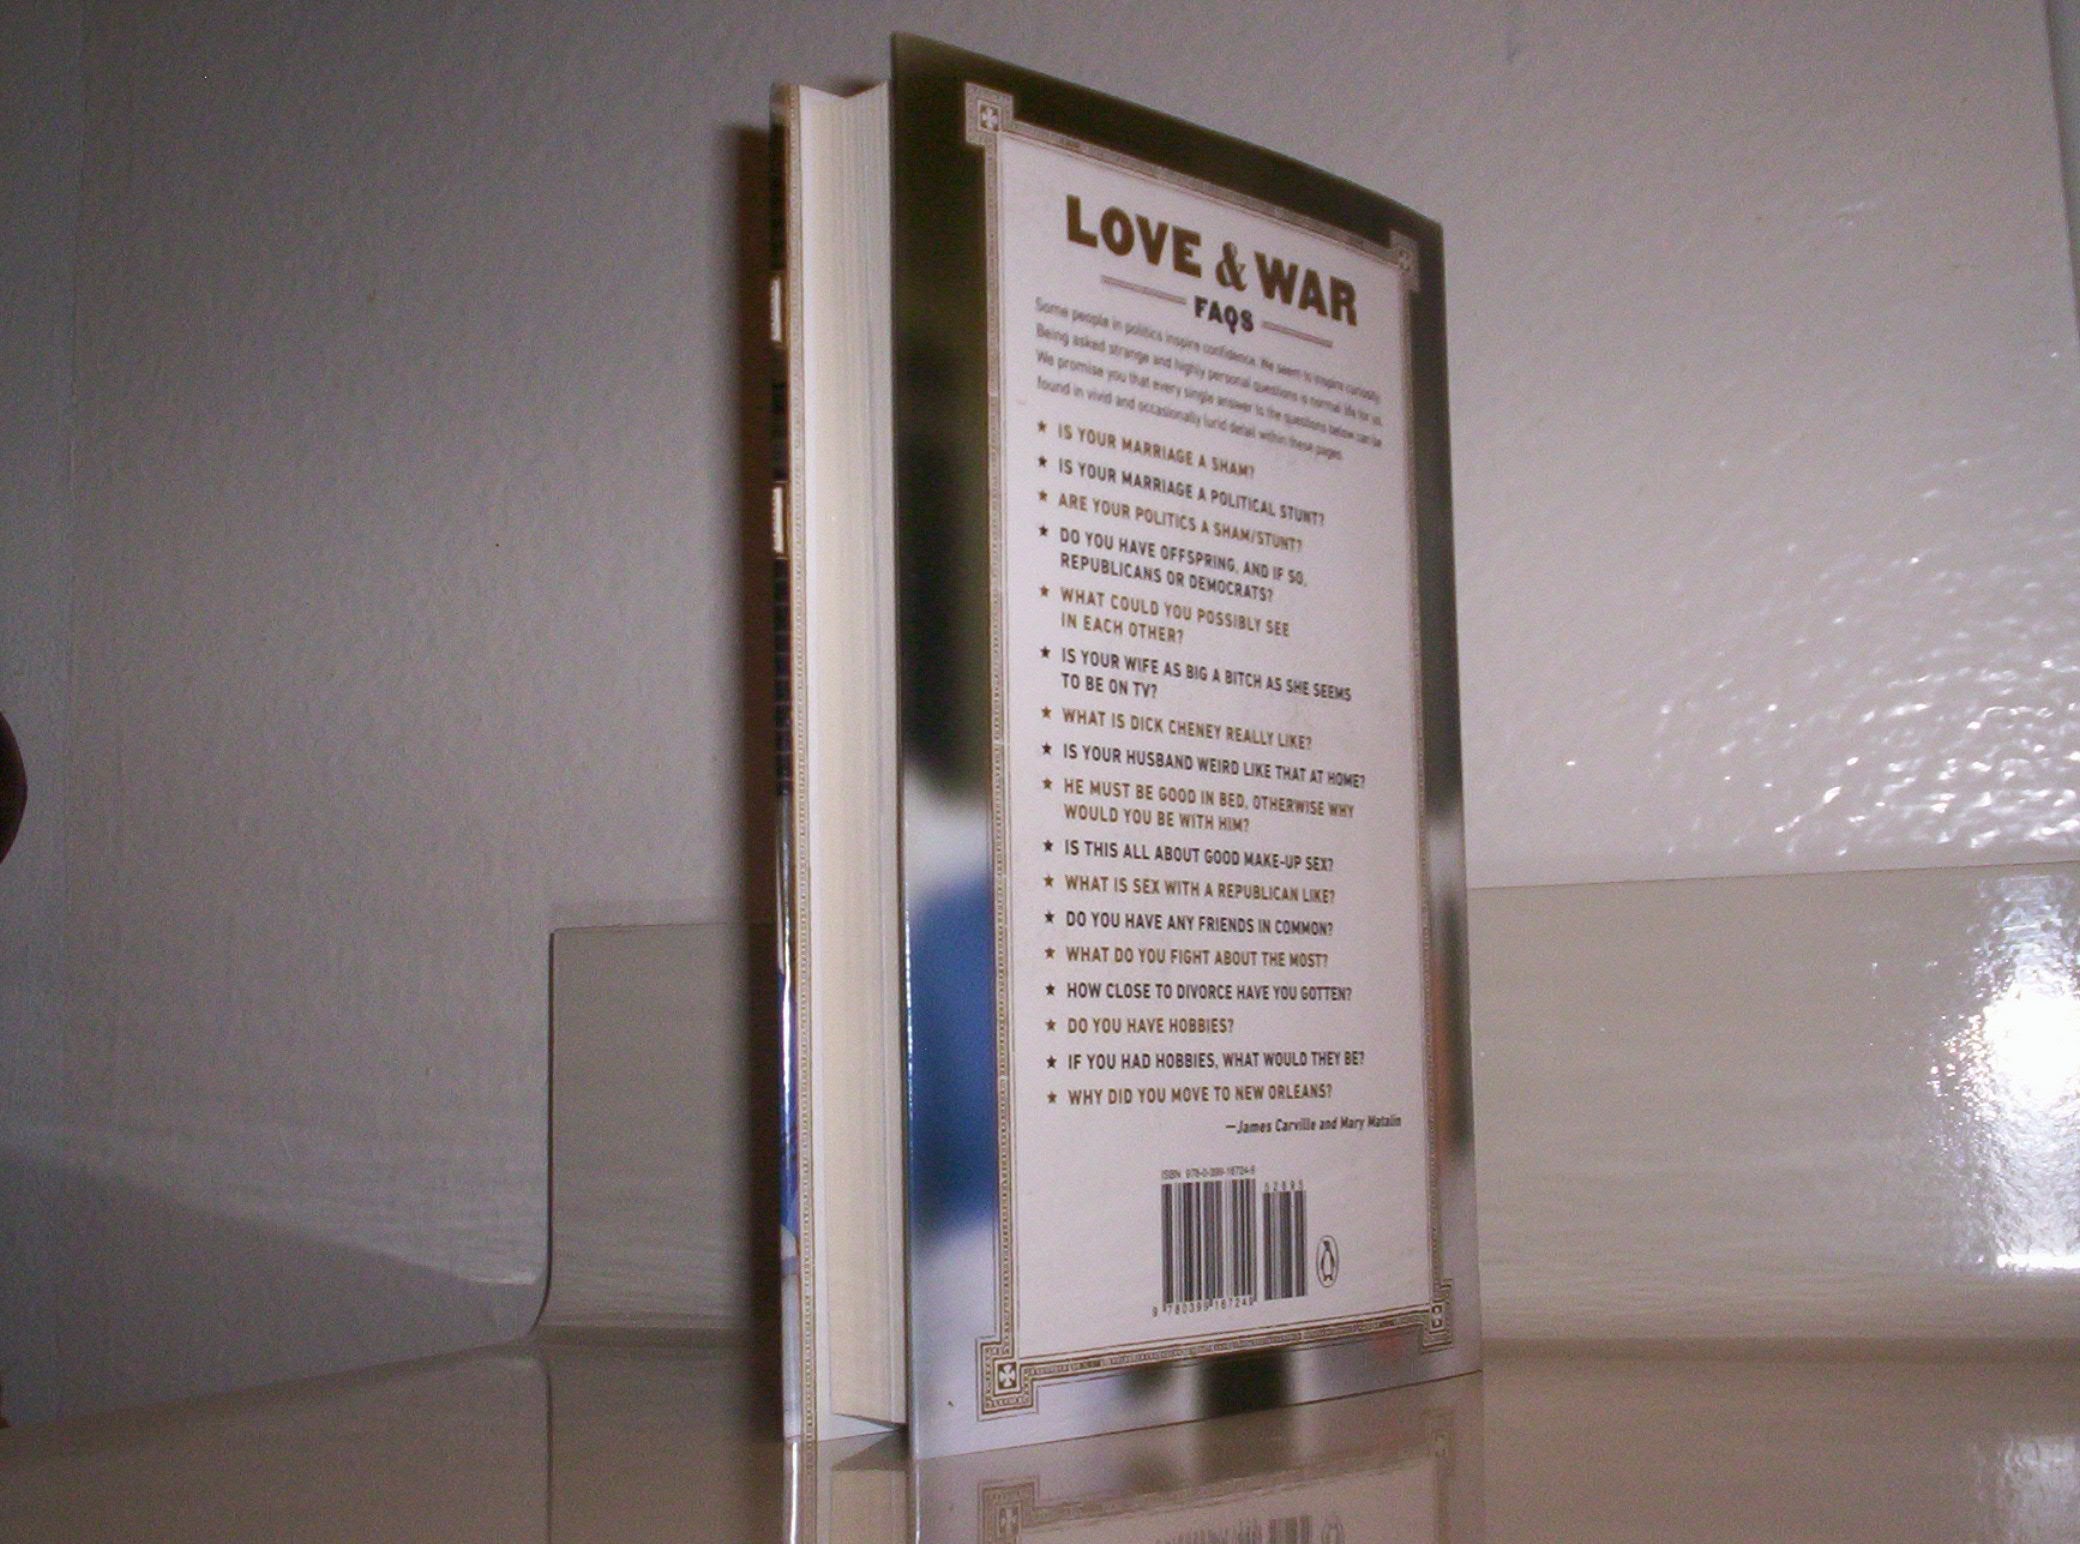 LOVE & WAR
FAQS
Some people in politics inspire confidence. We seem to inspire curiosity.
Being asked strange and highly personal questions is normal life for us.
We promise you that every single answer to the questions below can be
found in vivid and occasionally lurid detail within these pages.
★ IS YOUR MARRIAGE A SHAM?
★ IS YOUR MARRIAGE A POLITICAL STUNT?
★ ARE YOUR POLITICS A SHAM/STUNT?
★ DO YOU HAVE OFFSPRING, AND IF SO,
REPUBLICANS OR DEMOCRATS?
★ WHAT COULD YOU POSSIBLY SEE
IN EACH OTHER?
★ IS YOUR WIFE AS BIG A BITCH AS SHE SEEMS
TO BE ON TV?
★ WHAT IS DICK CHENEY REALLY LIKE?
★ IS YOUR HUSBAND WEIRD LIKE THAT AT HOME?
★ HE MUST BE GOOD IN BED, OTHERWISE WHY
WOULD YOU BE WITH HIM?
★ IS THIS ALL ABOUT GOOD MAKE-UP SEX?
★ WHAT IS SEX WITH A REPUBLICAN LIKE?
★ DO YOU HAVE ANY FRIENDS IN COMMON?
★ WHAT DO YOU FIGHT ABOUT THE MOST?
★ HOW CLOSE TO DIVORCE HAVE YOU GOTTEN?
★ DO YOU HAVE HOBBIES?
★ IF YOU HAD HOBBIES, WHAT WOULD THEY BE?
★ WHY DID YOU MOVE TO NEW ORLEANS?
—James Carville and Mary Matalin
ISBN 978-0-399-16724-9
52895
9 780399 167249